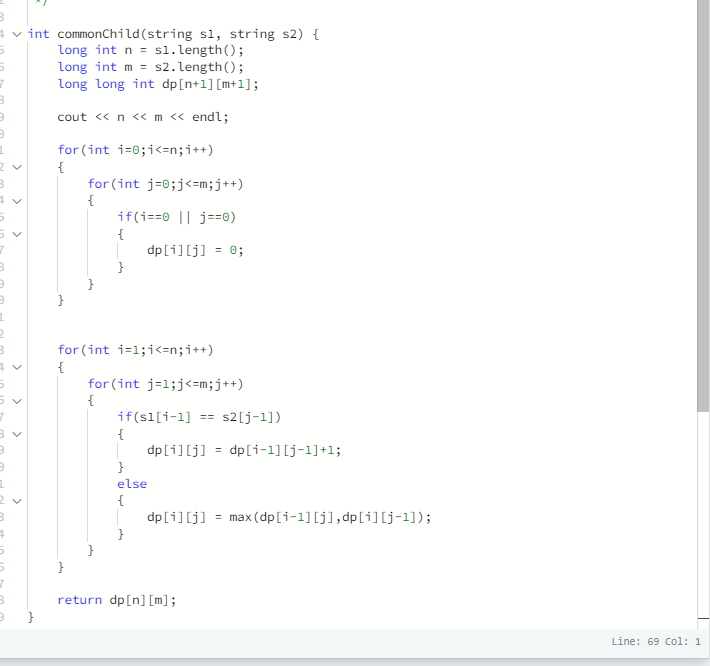 */
int commonChild(string s1, string s2) {
    long int n = s1.length();
    long int m = s2.length();
    long long int dp[n+1][m+1];

    cout << n << m << endl;

    for(int i=0;i<=n;i++)
    {
        for(int j=0;j<=m;j++)
        {
            if(i==0 || j==0)
            {
                dp[i][j] = 0;
            }
        }
    }


    for(int i=1;i<=n;i++)
    {
        for(int j=1;j<=m;j++)
        {
            if(s1[i-1] == s2[j-1])
            {
                dp[i][j] = dp[i-1][j-1]+1;
            }
            else
            {
                dp[i][j] = max(dp[i-1][j],dp[i][j-1]);
            }
        }
    }

    return dp[n][m];
}
Line: 69 Col: 1